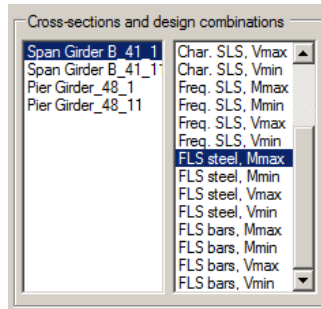 Cross-sections and design combinations
Span Girder B_41_1
Span Girder B_41_1
Pier Girder_48_1
Pier Girder_48_11
Char. SLS, Vmax
Char. SLS, Vmin
Freq. SLS, Mmax
Freq. SLS, Mmin
Freq. SLS, Vmax
Freq. SLS, Vmin
FLS steel, Mmax
FLS steel, Mmin
FLS steel, Vmax
FLS steel, Vmin
FLS bars, Mmax
FLS bars, Mmin
FLS bars, Vmax
FLS bars, Vmin